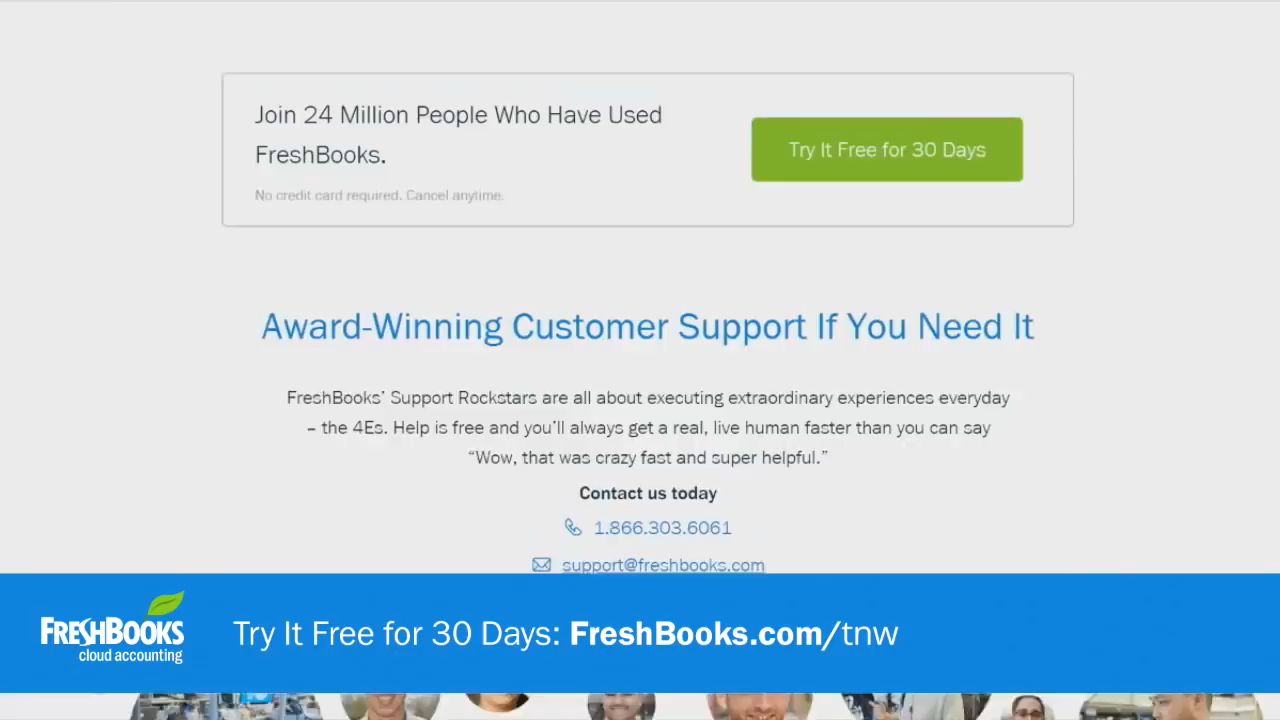 Join 24 Million People Who Have Used
FreshBooks.
Try It Free for 30 Days
No credit card required. Cancel anytime.
Award-Winning Customer Support If You Need It
FreshBooks’ Support Rockstars are all about executing extraordinary experiences everyday
– the 4Es. Help is free and you’ll always get a real, live human faster than you can say
“Wow, that was crazy fast and super helpful.”
Contact us today
1.866.303.6061
support@freshbooks.com
FRESHBOOKS
cloud accounting
Try It Free for 30 Days: FreshBooks.com/tnw